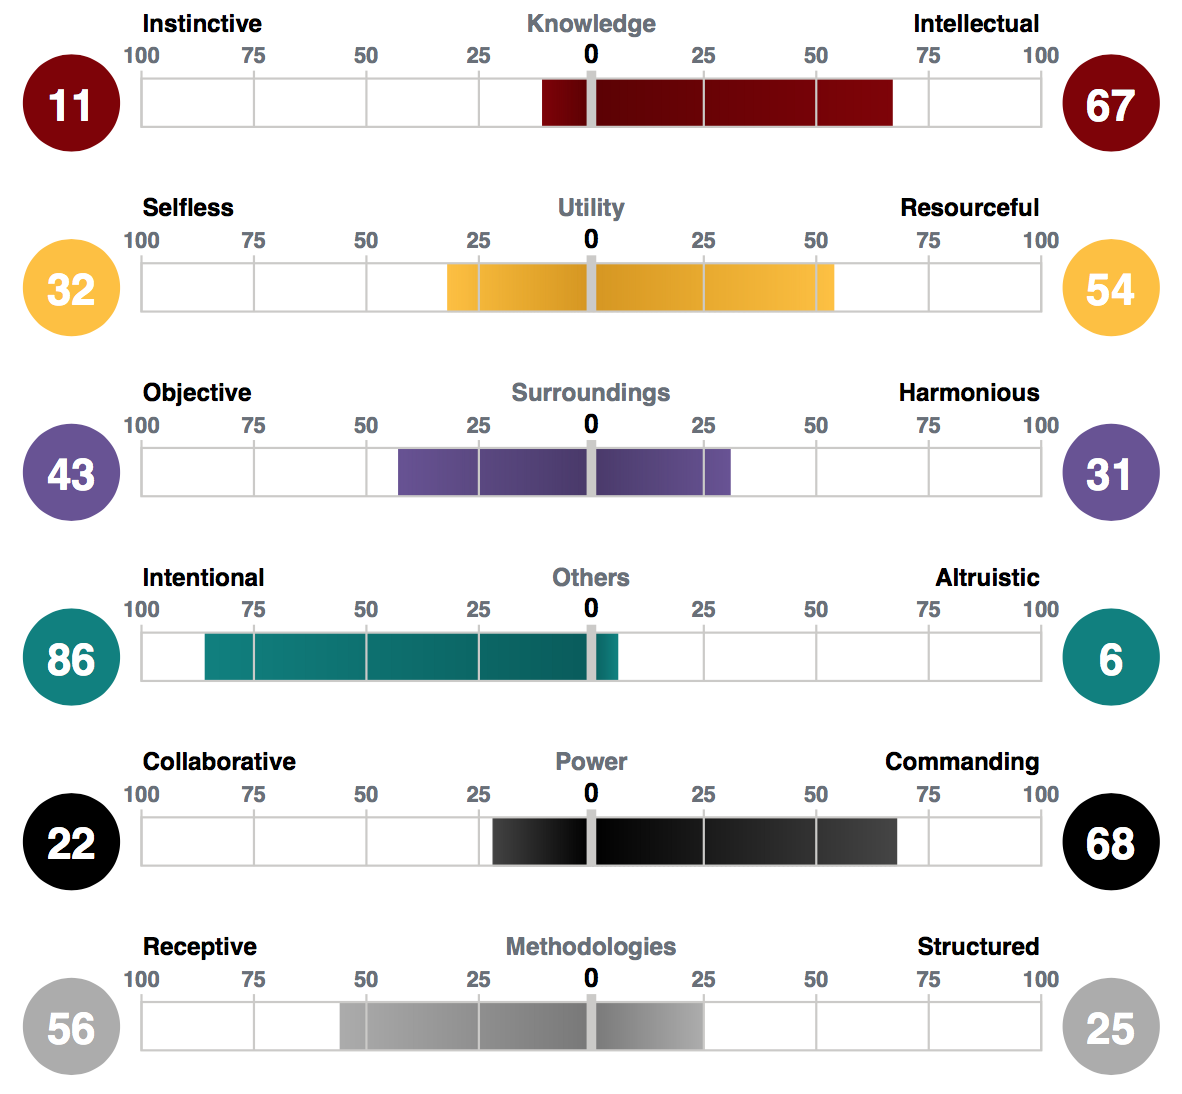 Instinctive Knowledge Intellectual
100 75 50 25 0 25 50 75 100
11 67
Selfless Utility Resourceful
100 75 50 25 0 25 50 75 100
32 54
Objective Surroundings Harmonious
100 75 50 25 0 25 50 75 100
43 31
Intentional Others Altruistic
100 75 50 25 0 25 50 75 100
86 6
Collaborative Power Commanding
100 75 50 25 0 25 50 75 100
22 68
Receptive Methodologies Structured
100 75 50 25 0 25 50 75 100
56 25